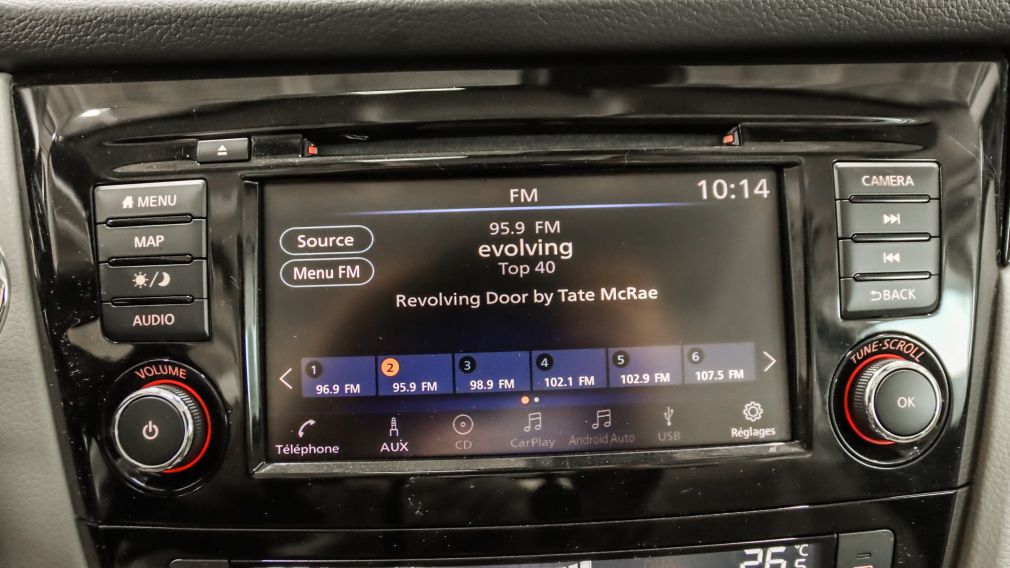 MENU
MAP
AUDIO
VOLUME
FM
10:14
95.9 FM
Source
evolving
Menu FM
Top 40
Revolving Door by Tate McRae
1 2 3 4 5 6
96.9 FM 95.9 FM 98.9 FM 102.1 FM 102.9 FM 107.5 FM
Téléphone AUX CD CarPlay Android Auto USB Réglages
CAMERA
BACK
TUNE·SCROLL
OK
26.5 °C